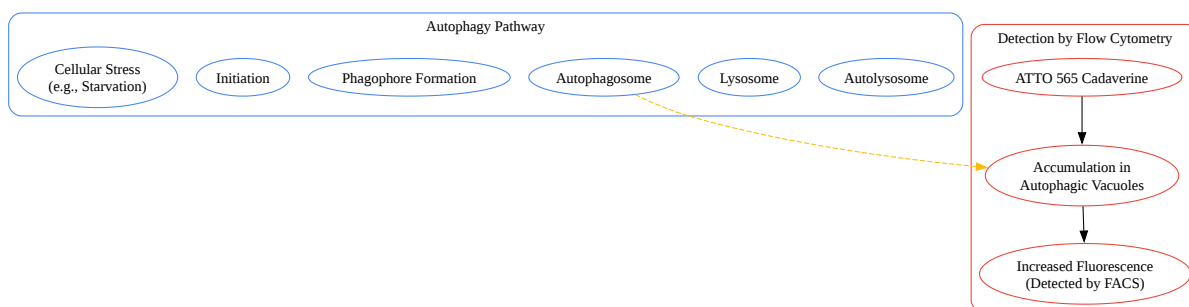 Autophagy Pathway
Cellular Stress
(e.g., Starvation)
Initiation
Phagophore Formation
Autophagosome
Lysosome
Autolysosome
Detection by Flow Cytometry
ATTO 565 Cadaverine
Accumulation in
Autophagic Vacuoles
Increased Fluorescence
(Detected by FACS)